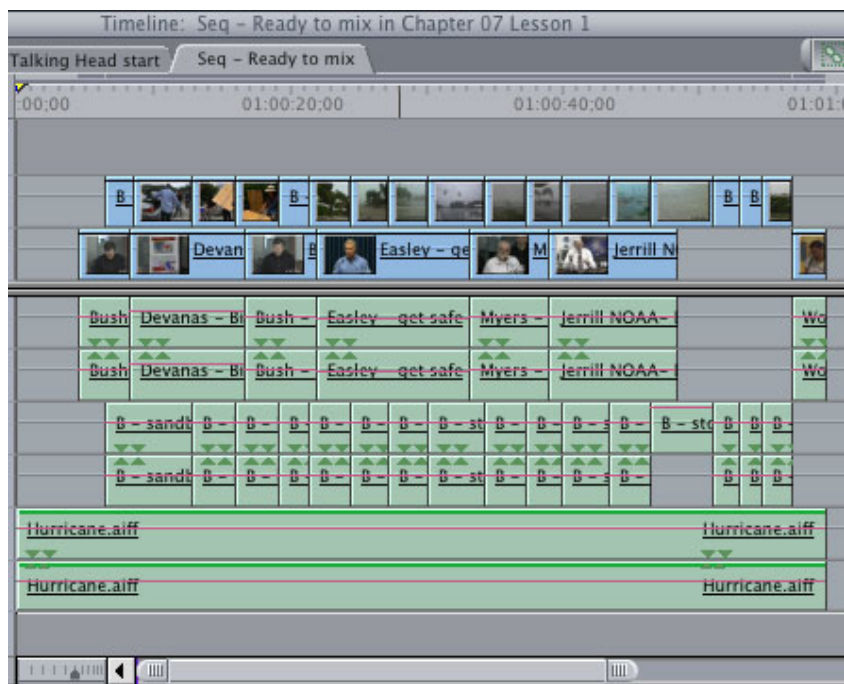 Timeline: Seq – Ready to mix in Chapter 07 Lesson 1
Talking Head start Seq – Ready to mix
:00;00 01:00:20;00 01:00:40;00 01:01:
B B - B B
Devan B Easley – ge M Jerrill N
Bush Devanas – Bi Bush – Easley – get safe Myers – Jerrill NOAA– Wo
Bush Devanas – Bi Bush – Easley – get safe Myers – Jerrill NOAA– Wo
B – sandb B – B – B – B – B – B – B – st B – B – B – s B – B – sto B B B –
B – sandb B – B – B – B – B – B – B – st B – B – B – s B – B B B –
Hurricane.aiff Hurricane.aiff
Hurricane.aiff Hurricane.aiff